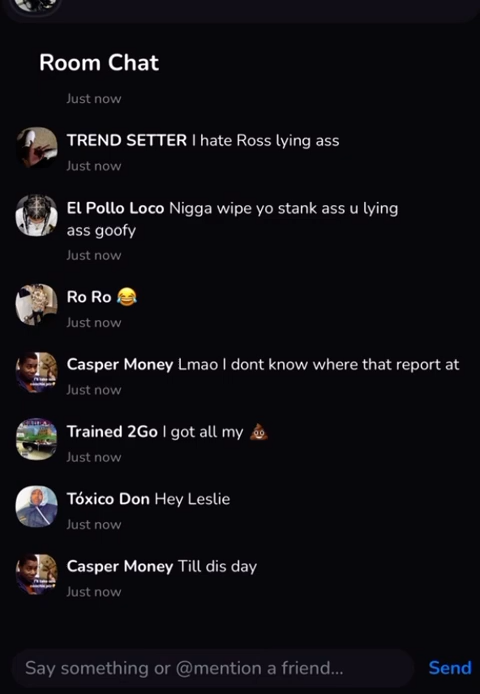 Room Chat
Just now
TREND SETTER I hate Ross lying ass
Just now
El Pollo Loco Nigga wipe yo stank ass u lying
ass goofy
Just now
Ro Ro 😂
Just now
Casper Money Lmao I dont know where that report at
Just now
Trained 2Go I got all my 💩
Just now
Tóxico Don Hey Leslie
Just now
Casper Money Till dis day
Just now
Say something or @mention a friend... Send